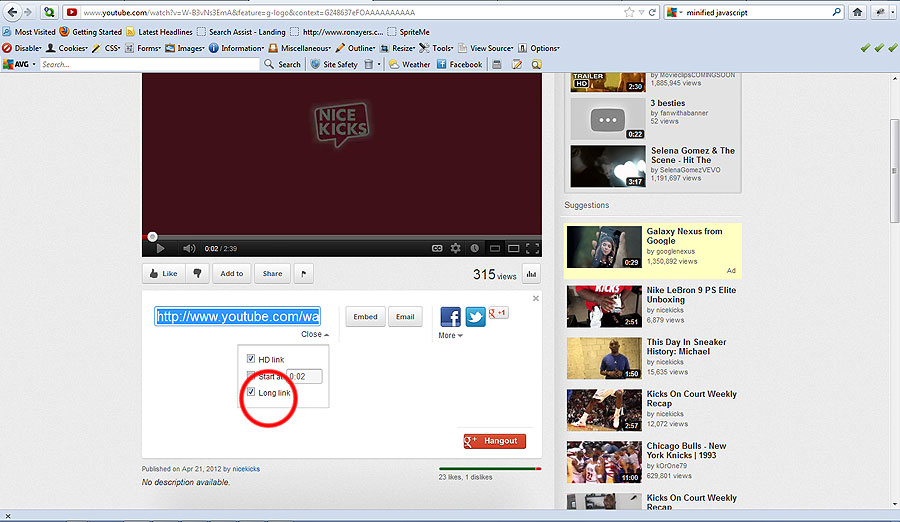 www.youtube.com/watch?v=W-B3vNs3EmA&feature=g-logo&context=G248637eFOAAAAAAAAAA
minified javascript
Most Visited Getting Started Latest Headlines Search Assist - Landing http://www.ronayers.c... SpriteMe
Disable Cookies CSS Forms Images Information Miscellaneous Outline Resize Tools View Source Options
AVG Search... Search Site Safety Weather Facebook
TRAILER HD
2:30
by MovieclipsCOMINGSOON
1,885,945 views
0:22
3 besties
by fanwithabanner
52 views
3:17
Selena Gomez & The
Scene - Hit The
by SelenaGomezVEVO
1,191,697 views
NICE
KICKS
0:02 / 2:39
CC
Like Add to Share
315 views
http://www.youtube.com/wa
Embed Email
+1
Close
More
HD link
Start at: 0:02
Long link
g+ Hangout
Published on Apr 21, 2012 by nicekicks
No description available.
23 likes, 1 dislikes
Suggestions
0:29
Galaxy Nexus from
Google
by googlenexus
1,350,892 views
Ad
2:51
Nike LeBron 9 PS Elite
Unboxing
by nicekicks
6,879 views
1:50
This Day In Sneaker
History: Michael
by nicekicks
15,635 views
2:57
Kicks On Court Weekly
Recap
by nicekicks
12,072 views
11:00
Chicago Bulls - New
York Knicks | 1993
by kOrOne79
629,801 views
Kicks On Court Weekly
Recap